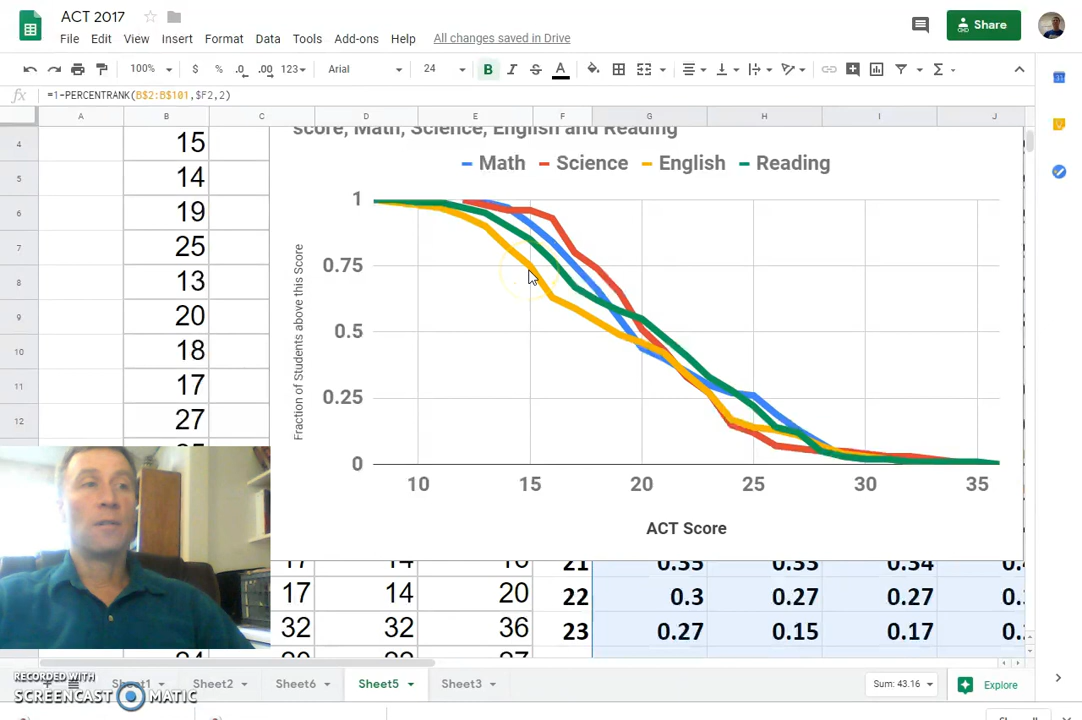 ACT 2017
File Edit View Insert Format Data Tools Add-ons Help All changes saved in Drive
Share
100% $ % .0 .00 123 Arial 24 B I S A
fx =1-PERCENTRANK(B$2:B$101,$F2,2)
A B C D E F G H I J
score, Math, Science, English and Reading
Math Science English Reading
4 15
5 14
6 19
7 25
8 13
9 20
10 18
11 17
12 27
1
0.75
0.5
0.25
0
Fraction of Students above this Score
10 15 20 25 30 35
ACT Score
17 14 16 21 0.35 0.33 0.34
17 14 20 22 0.3 0.27 0.27
32 32 36 23 0.27 0.15 0.17
RECORDED WITH
SCREENCAST MATIC
Sheet1 Sheet2 Sheet6 Sheet5 Sheet3
Sum: 43.16
Explore